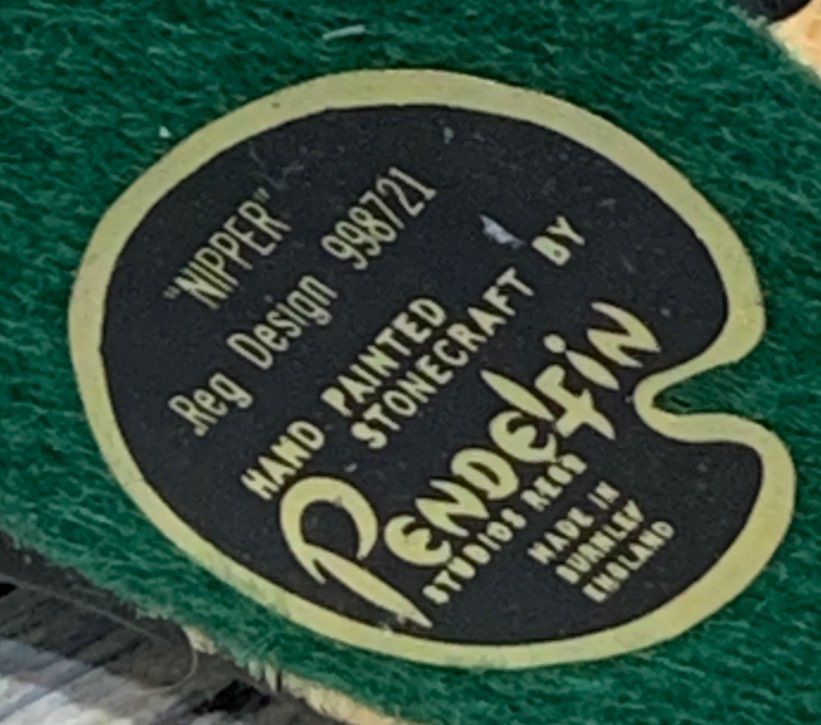 "NIPPER"
Reg Design 998721
HAND PAINTED
STONECRAFT BY
PENDELFIN
STUDIOS REGD
MADE IN
BURNLEY
ENGLAND